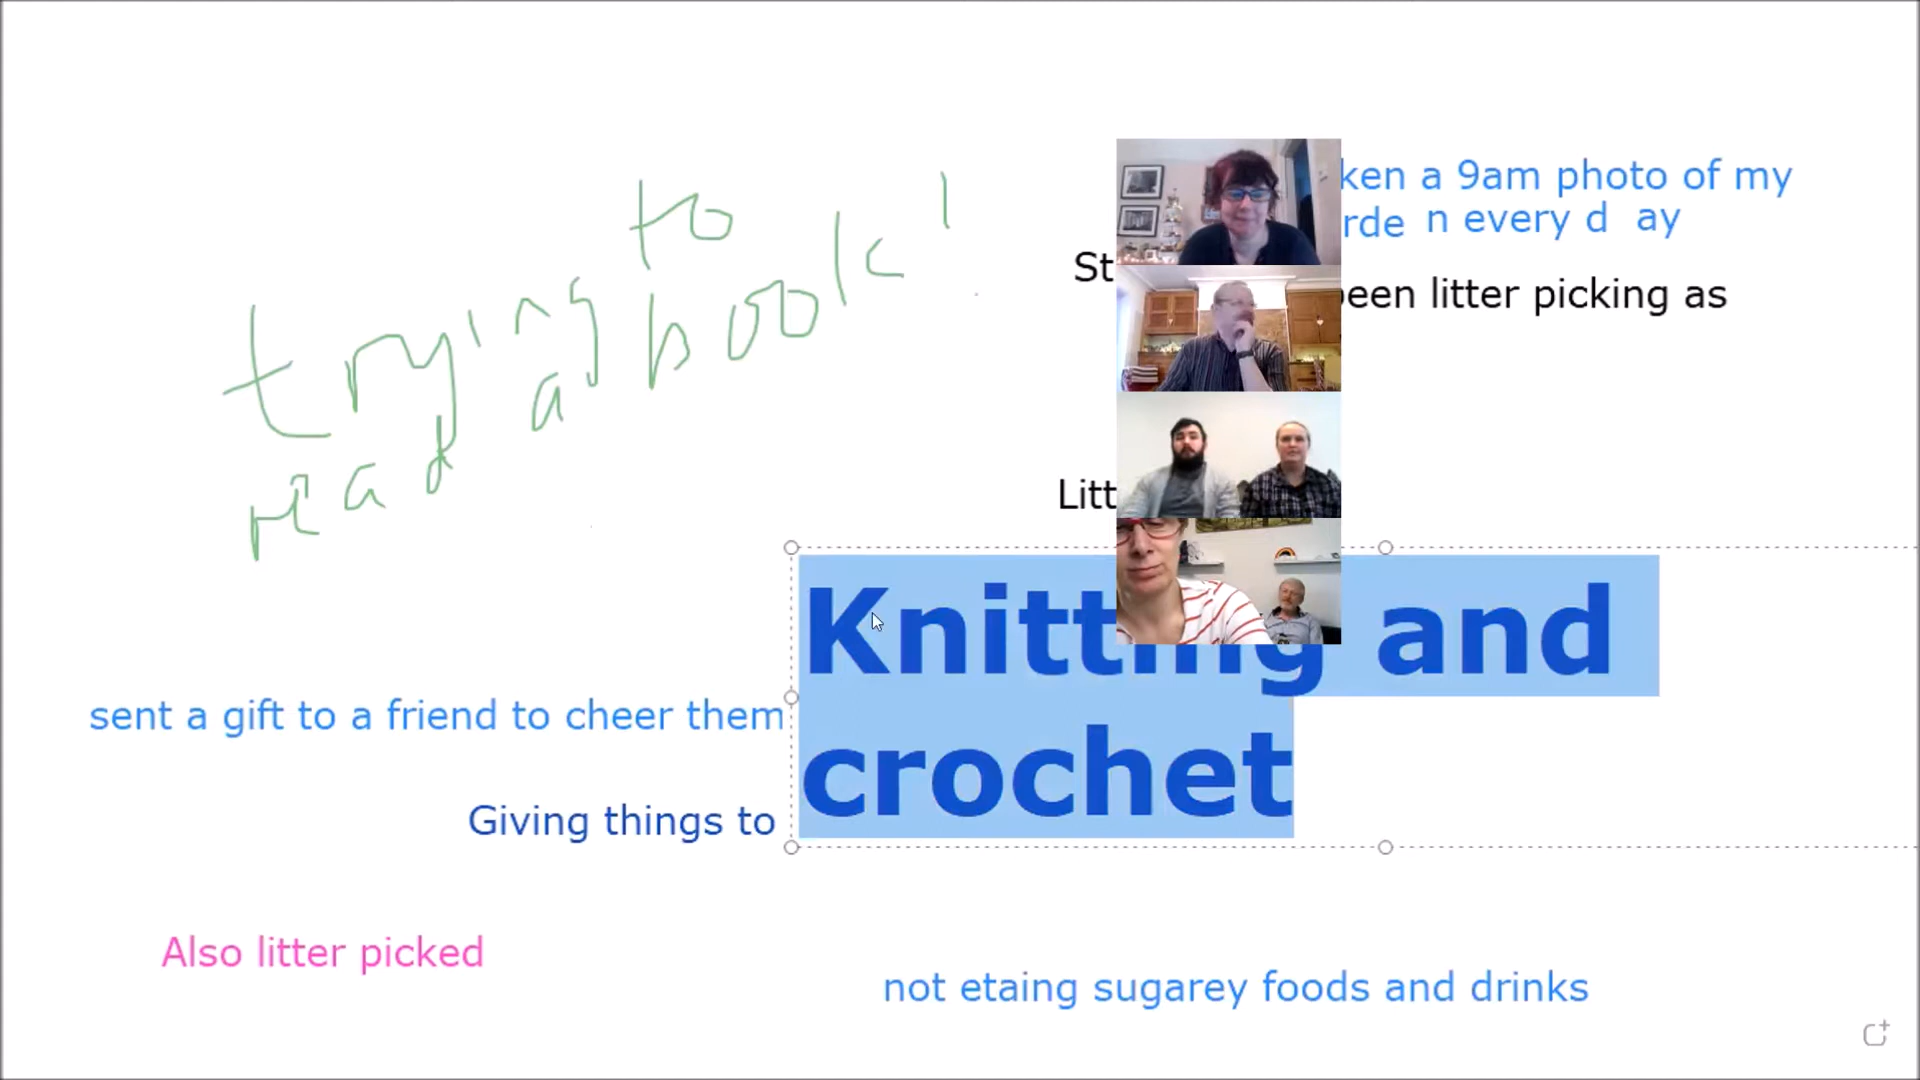 trying to
read a book!
ken a 9am photo of my
rde n every d ay
St
een litter picking as
Litt
Knitting and
crochet
sent a gift to a friend to cheer them
Giving things to
Also litter picked
not etaing sugarey foods and drinks